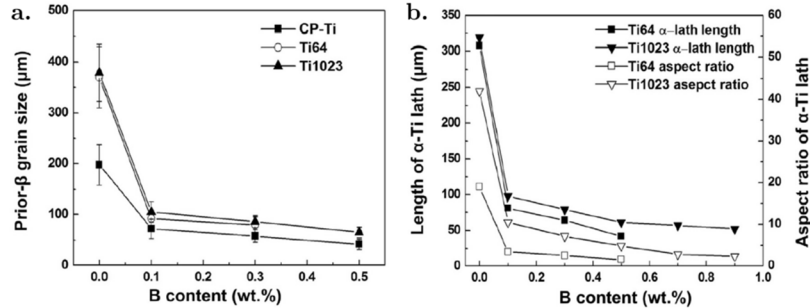 a.
500
400
300
200
100
0
Prior-β grain size (μm)
CP-Ti
Ti64
Ti1023
0.0 0.1 0.2 0.3 0.4 0.5
B content (wt.%)
b.
350
300
250
200
150
100
50
0
Length of α-Ti lath (μm)
Ti64 α–lath length
Ti1023 α–lath length
Ti64 aspect ratio
Ti1023 asepct ratio
60
50
40
30
20
10
0
Aspect ratio of α-Ti lath
0.0 0.2 0.4 0.6 0.8 1.0
B content (wt.%)